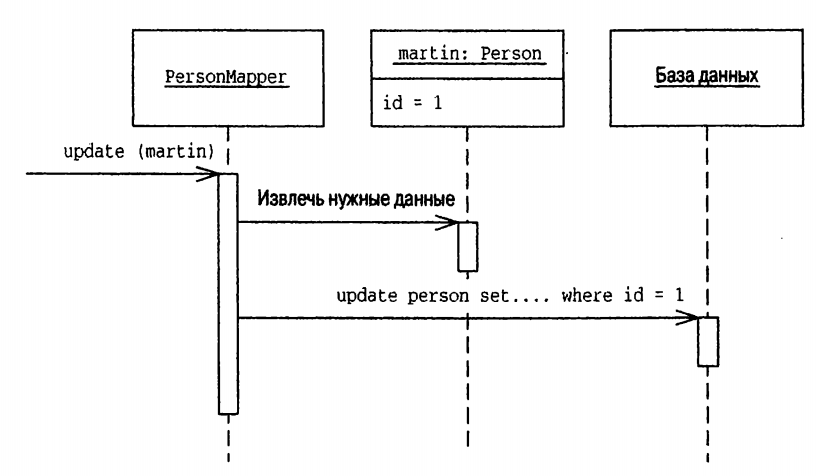 PersonMapper
martin: Person
id = 1
База данных
update (martin)
Извлечь нужные данные
update person set.... where id = 1